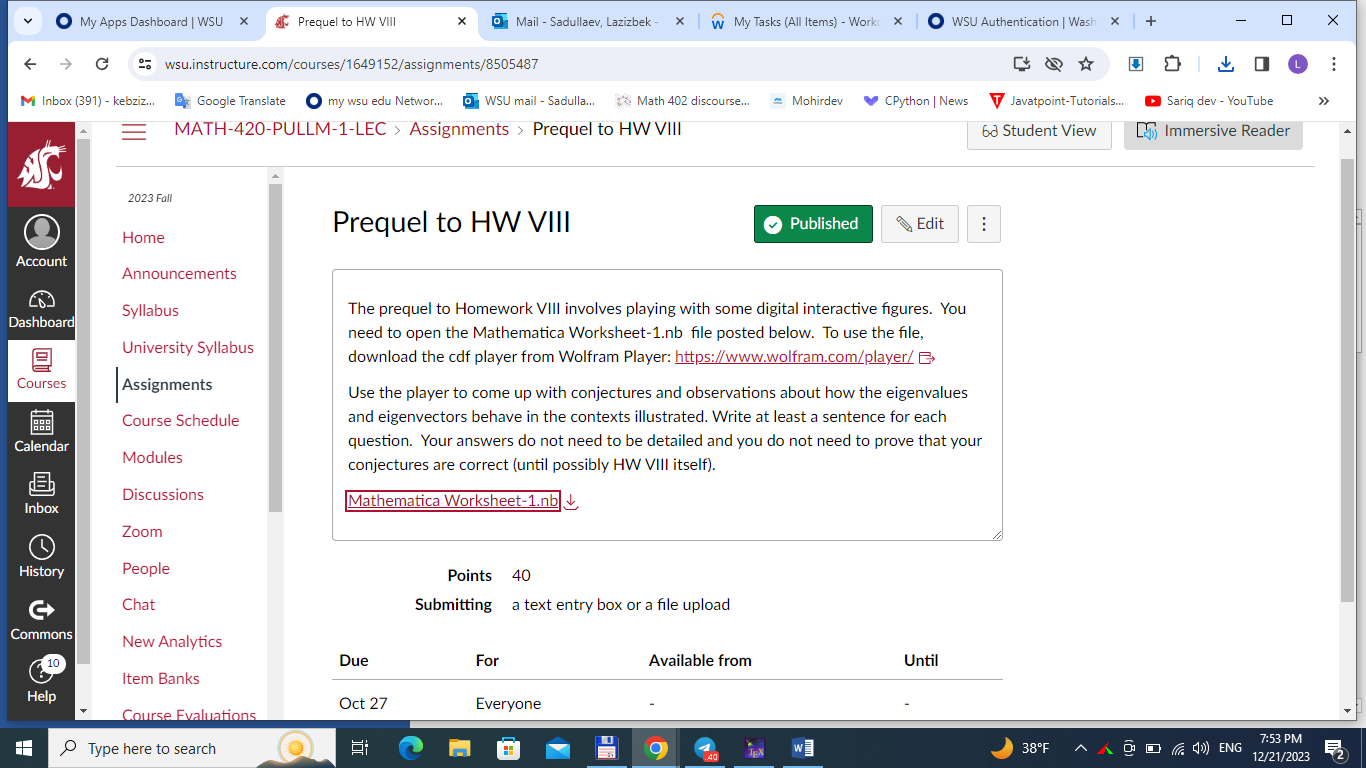 My Apps Dashboard | WSU
Prequel to HW VIII
Mail - Sadullaev, Lazizbek -
My Tasks (All Items) - Workd
WSU Authentication | Wash
wsu.instructure.com/courses/1649152/assignments/8505487
L
Inbox (391) - kebziz...
Google Translate
my wsu edu Networ...
WSU mail - Sadulla...
Math 402 discourse...
Mohirdev
CPython | News
Javatpoint-Tutorials...
Sariq dev - YouTube
MATH-420-PULLM-1-LEC › Assignments › Prequel to HW VIII
Student View
Immersive Reader
Account
Dashboard
Courses
Calendar
Inbox
History
Commons
10
Help
2023 Fall
Home
Announcements
Syllabus
University Syllabus
Assignments
Course Schedule
Modules
Discussions
Zoom
People
Chat
New Analytics
Item Banks
Course Evaluations
Prequel to HW VIII
Published
Edit
The prequel to Homework VIII involves playing with some digital interactive figures. You
need to open the Mathematica Worksheet-1.nb file posted below. To use the file,
download the cdf player from Wolfram Player: https://www.wolfram.com/player/
Use the player to come up with conjectures and observations about how the eigenvalues
and eigenvectors behave in the contexts illustrated. Write at least a sentence for each
question. Your answers do not need to be detailed and you do not need to prove that your
conjectures are correct (until possibly HW VIII itself).
Mathematica Worksheet-1.nb
Points 40
Submitting a text entry box or a file upload
Due For Available from Until
Oct 27 Everyone - -
Type here to search
38°F
ENG
7:53 PM
12/21/2023
2